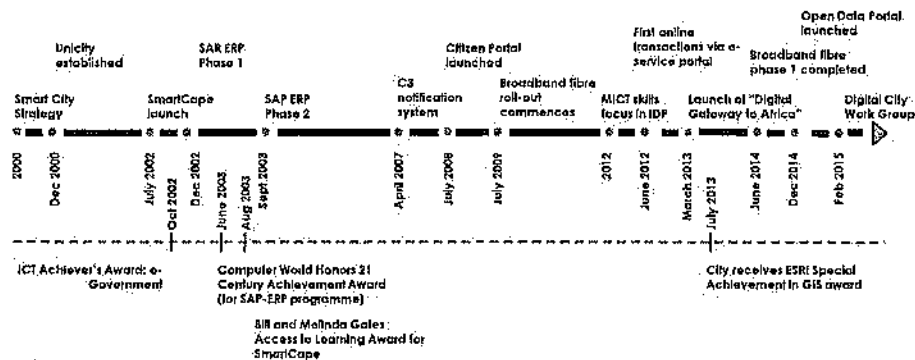 Open Data Portal
launched
First online
transactions via e-
service portal
Unicity
established
SAR ERP
Phase 1
Citizen Portal
launched
Broadband fibre
phase 1 completed
C3
notification
system
Broadband fibre
roll-out
commences
Smart City
Strategy
SmartCape
launch
SAP ERP
Phase 2
MICT skills
focus in IDP
Launch of "Digital
Gateway to Africa"
Digital City
Work Group
2000
Dec 2000
July 2002
Oct 2002
Dec 2002
June 2003
Aug 2003
Sept 2003
April 2007
July 2008
July 2009
2012
June 2012
March 2013
July 2013
June 2014
Dec 2014
Feb 2015
ICT Achiever's Award: e-
Government
Computer World Honors 21
Century Achievement Award
(for SAP-ERP programme)
City receives ESRI Special
Achievement in GIS award
Bill and Melinda Gates
Access to Learning Award for
SmartCape